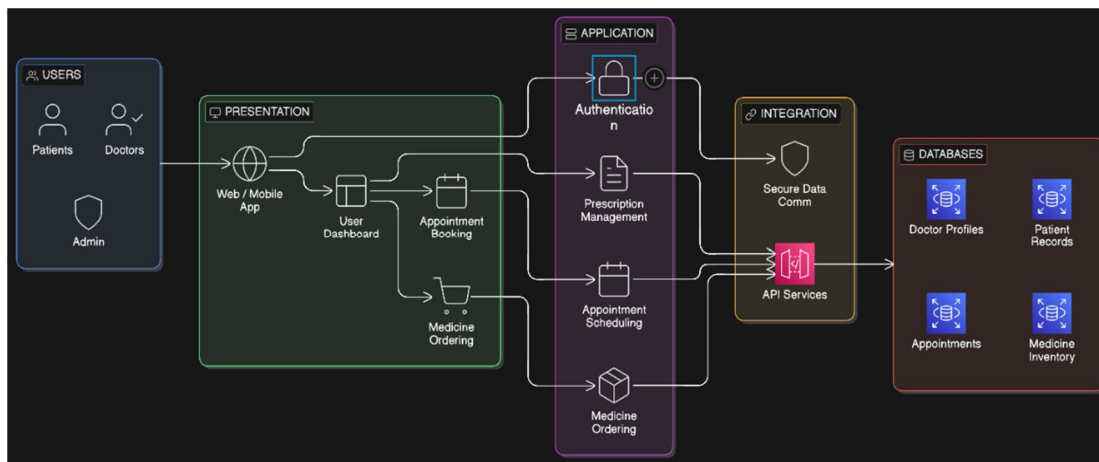 USERS
Patients
Doctors
Admin
PRESENTATION
Web / Mobile
App
User
Dashboard
Appointment
Booking
Medicine
Ordering
APPLICATION
Authenticatio
n
Prescription
Management
Appointment
Scheduling
Medicine
Ordering
INTEGRATION
Secure Data
Comm
API Services
DATABASES
Doctor Profiles
Patient
Records
Appointments
Medicine
Inventory